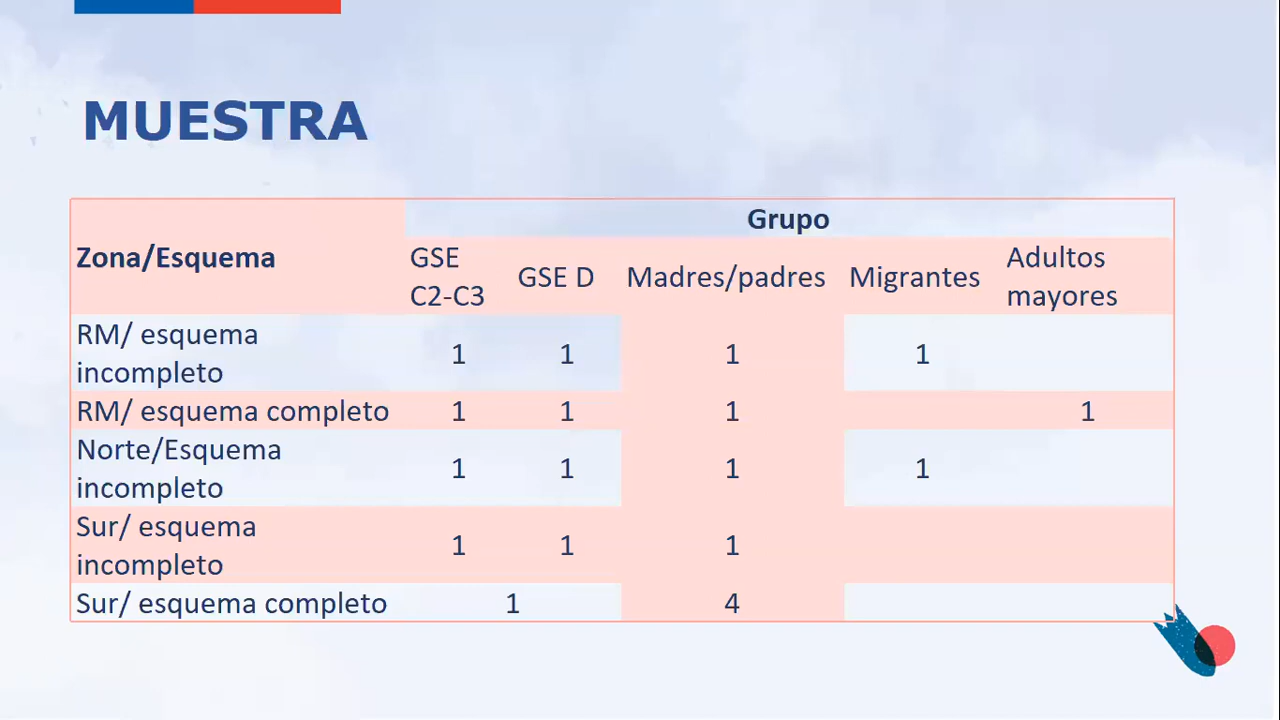 MUESTRA
Grupo
Zona/Esquema
GSE C2-C3
GSE D
Madres/padres
Migrantes
Adultos mayores
RM/ esquema incompleto 1 1 1 1
RM/ esquema completo 1 1 1 1
Norte/Esquema incompleto 1 1 1 1
Sur/ esquema incompleto 1 1 1
Sur/ esquema completo 1 4